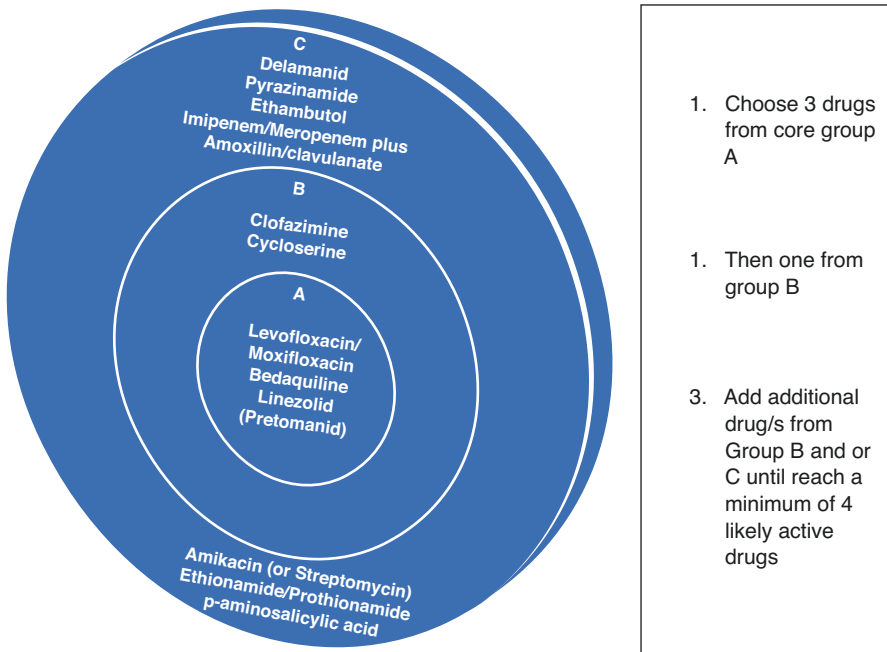 C
Delamanid
Pyrazinamide
Ethambutol
Imipenem/Meropenem plus
Amoxillin/clavulanate
B
Clofazimine
Cycloserine
A
Levofloxacin/
Moxifloxacin
Bedaquiline
Linezolid
(Pretomanid)
Amikacin (or Streptomycin)
Ethionamide/Prothionamide
p-aminosalicylic acid
1. Choose 3 drugs
from core group
A
1. Then one from
group B
3. Add additional
drug/s from
Group B and or
C until reach a
minimum of 4
likely active
drugs